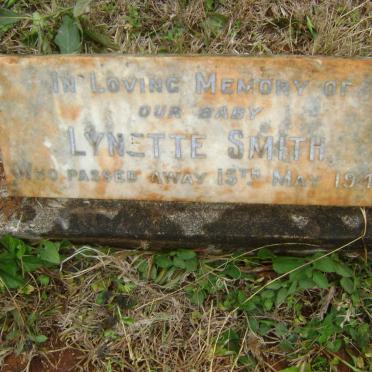 In Loving Memory of
our baby
Lynette Smith
who passed away 13th May